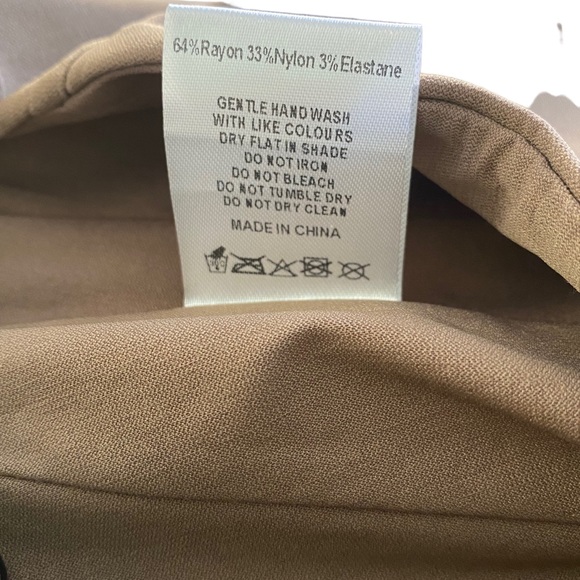 64%Rayon 33%Nylon 3%Elastane
GENTLE HAND WASH
WITH LIKE COLOURS
DRY FLAT IN SHADE
DO NOT IRON
DO NOT BLEACH
DO NOT TUMBLE DRY
DO NOT DRY CLEAN
MADE IN CHINA